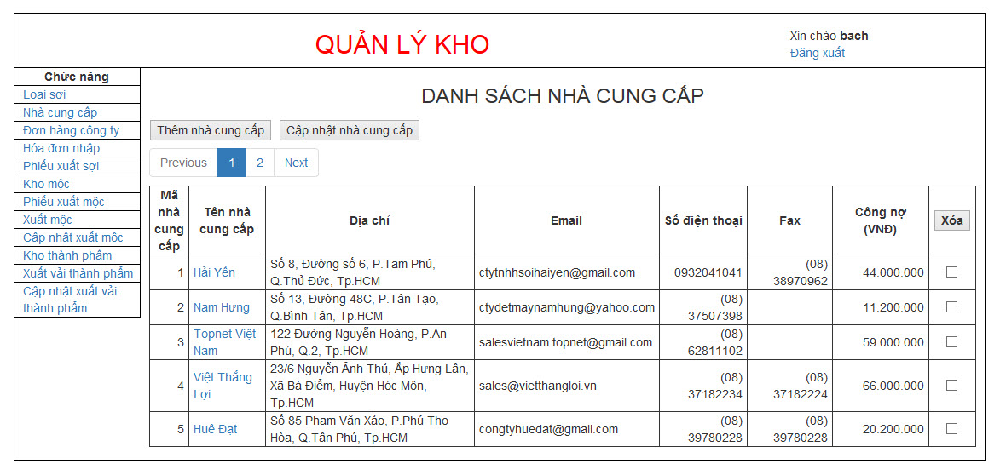 QUẢN LÝ KHO
Xin chào bach
Đăng xuất
Chức năng
Loại sợi
Nhà cung cấp
Đơn hàng công ty
Hóa đơn nhập
Phiếu xuất sợi
Kho mộc
Phiếu xuất mộc
Xuất mộc
Cập nhật xuất mộc
Kho thành phẩm
Xuất vải thành phẩm
Cập nhật xuất vải
thành phẩm
DANH SÁCH NHÀ CUNG CẤP
Thêm nhà cung cấp Cập nhật nhà cung cấp
Previous 1 2 Next
Mã nhà cung cấp Tên nhà cung cấp Địa chỉ Email Số điện thoại Fax Công nợ (VNĐ) Xóa
1 Hải Yến Số 8, Đường số 6, P.Tam Phú, Q.Thủ Đức, Tp.HCM ctytnhhsoihaiyen@gmail.com 0932041041 (08) 38970962 44.000.000
2 Nam Hưng Số 13, Đường 48C, P.Tân Tạo, Q.Bình Tân, Tp.HCM ctydetmaynamhung@yahoo.com (08) 37507398 11.200.000
3 Topnet Việt Nam 122 Đường Nguyễn Hoàng, P.An Phú, Q.2, Tp.HCM salesvietnam.topnet@gmail.com (08) 62811102 59.000.000
4 Việt Thắng Lợi 23/6 Nguyễn Ảnh Thủ, Ấp Hưng Lân, Xã Bà Điểm, Huyện Hóc Môn, Tp.HCM sales@vietthangloi.vn (08) 37182234 (08) 37182224 66.000.000
5 Huê Đạt Số 85 Phạm Văn Xảo, P.Phú Thọ Hòa, Q.Tân Phú, Tp.HCM congtyhuedat@gmail.com (08) 39780228 (08) 39780228 20.200.000